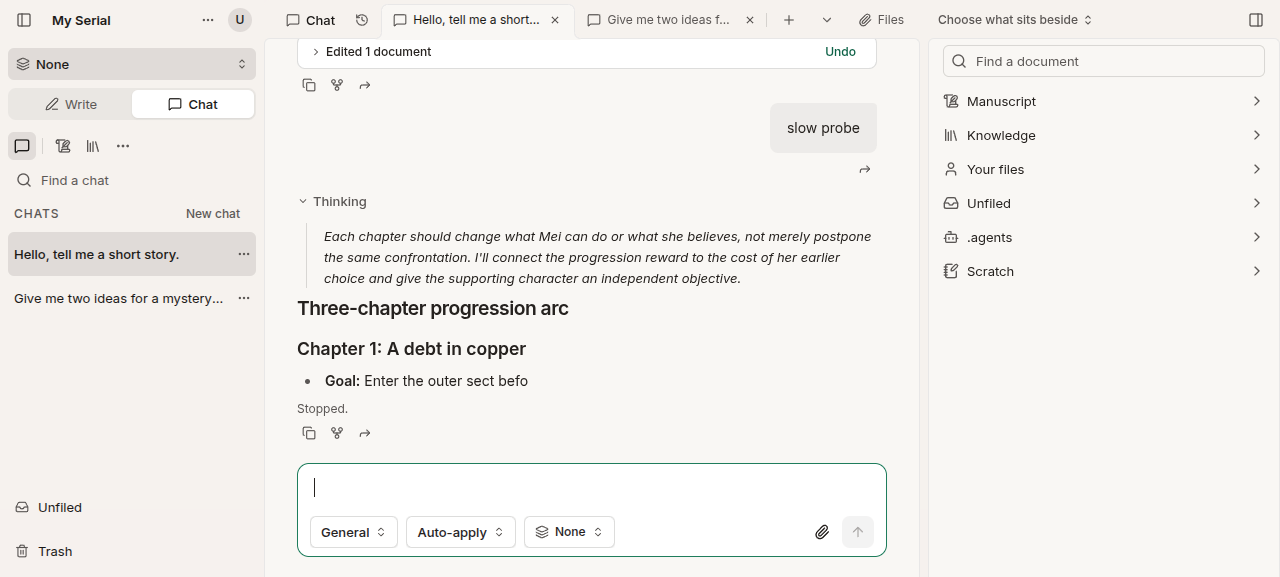 My Serial
U
Chat
Hello, tell me a short...
Give me two ideas f...
Files
Choose what sits beside
None
Write
Chat
Find a chat
CHATS
New chat
Hello, tell me a short story.
Give me two ideas for a mystery...
Unfiled
Trash
Edited 1 document
Undo
slow probe
Thinking
Each chapter should change what Mei can do or what she believes, not merely postpone
the same confrontation. I'll connect the progression reward to the cost of her earlier
choice and give the supporting character an independent objective.
Three-chapter progression arc
Chapter 1: A debt in copper
• Goal: Enter the outer sect befo
Stopped.
General
Auto-apply
None
Find a document
Manuscript
Knowledge
Your files
Unfiled
.agents
Scratch